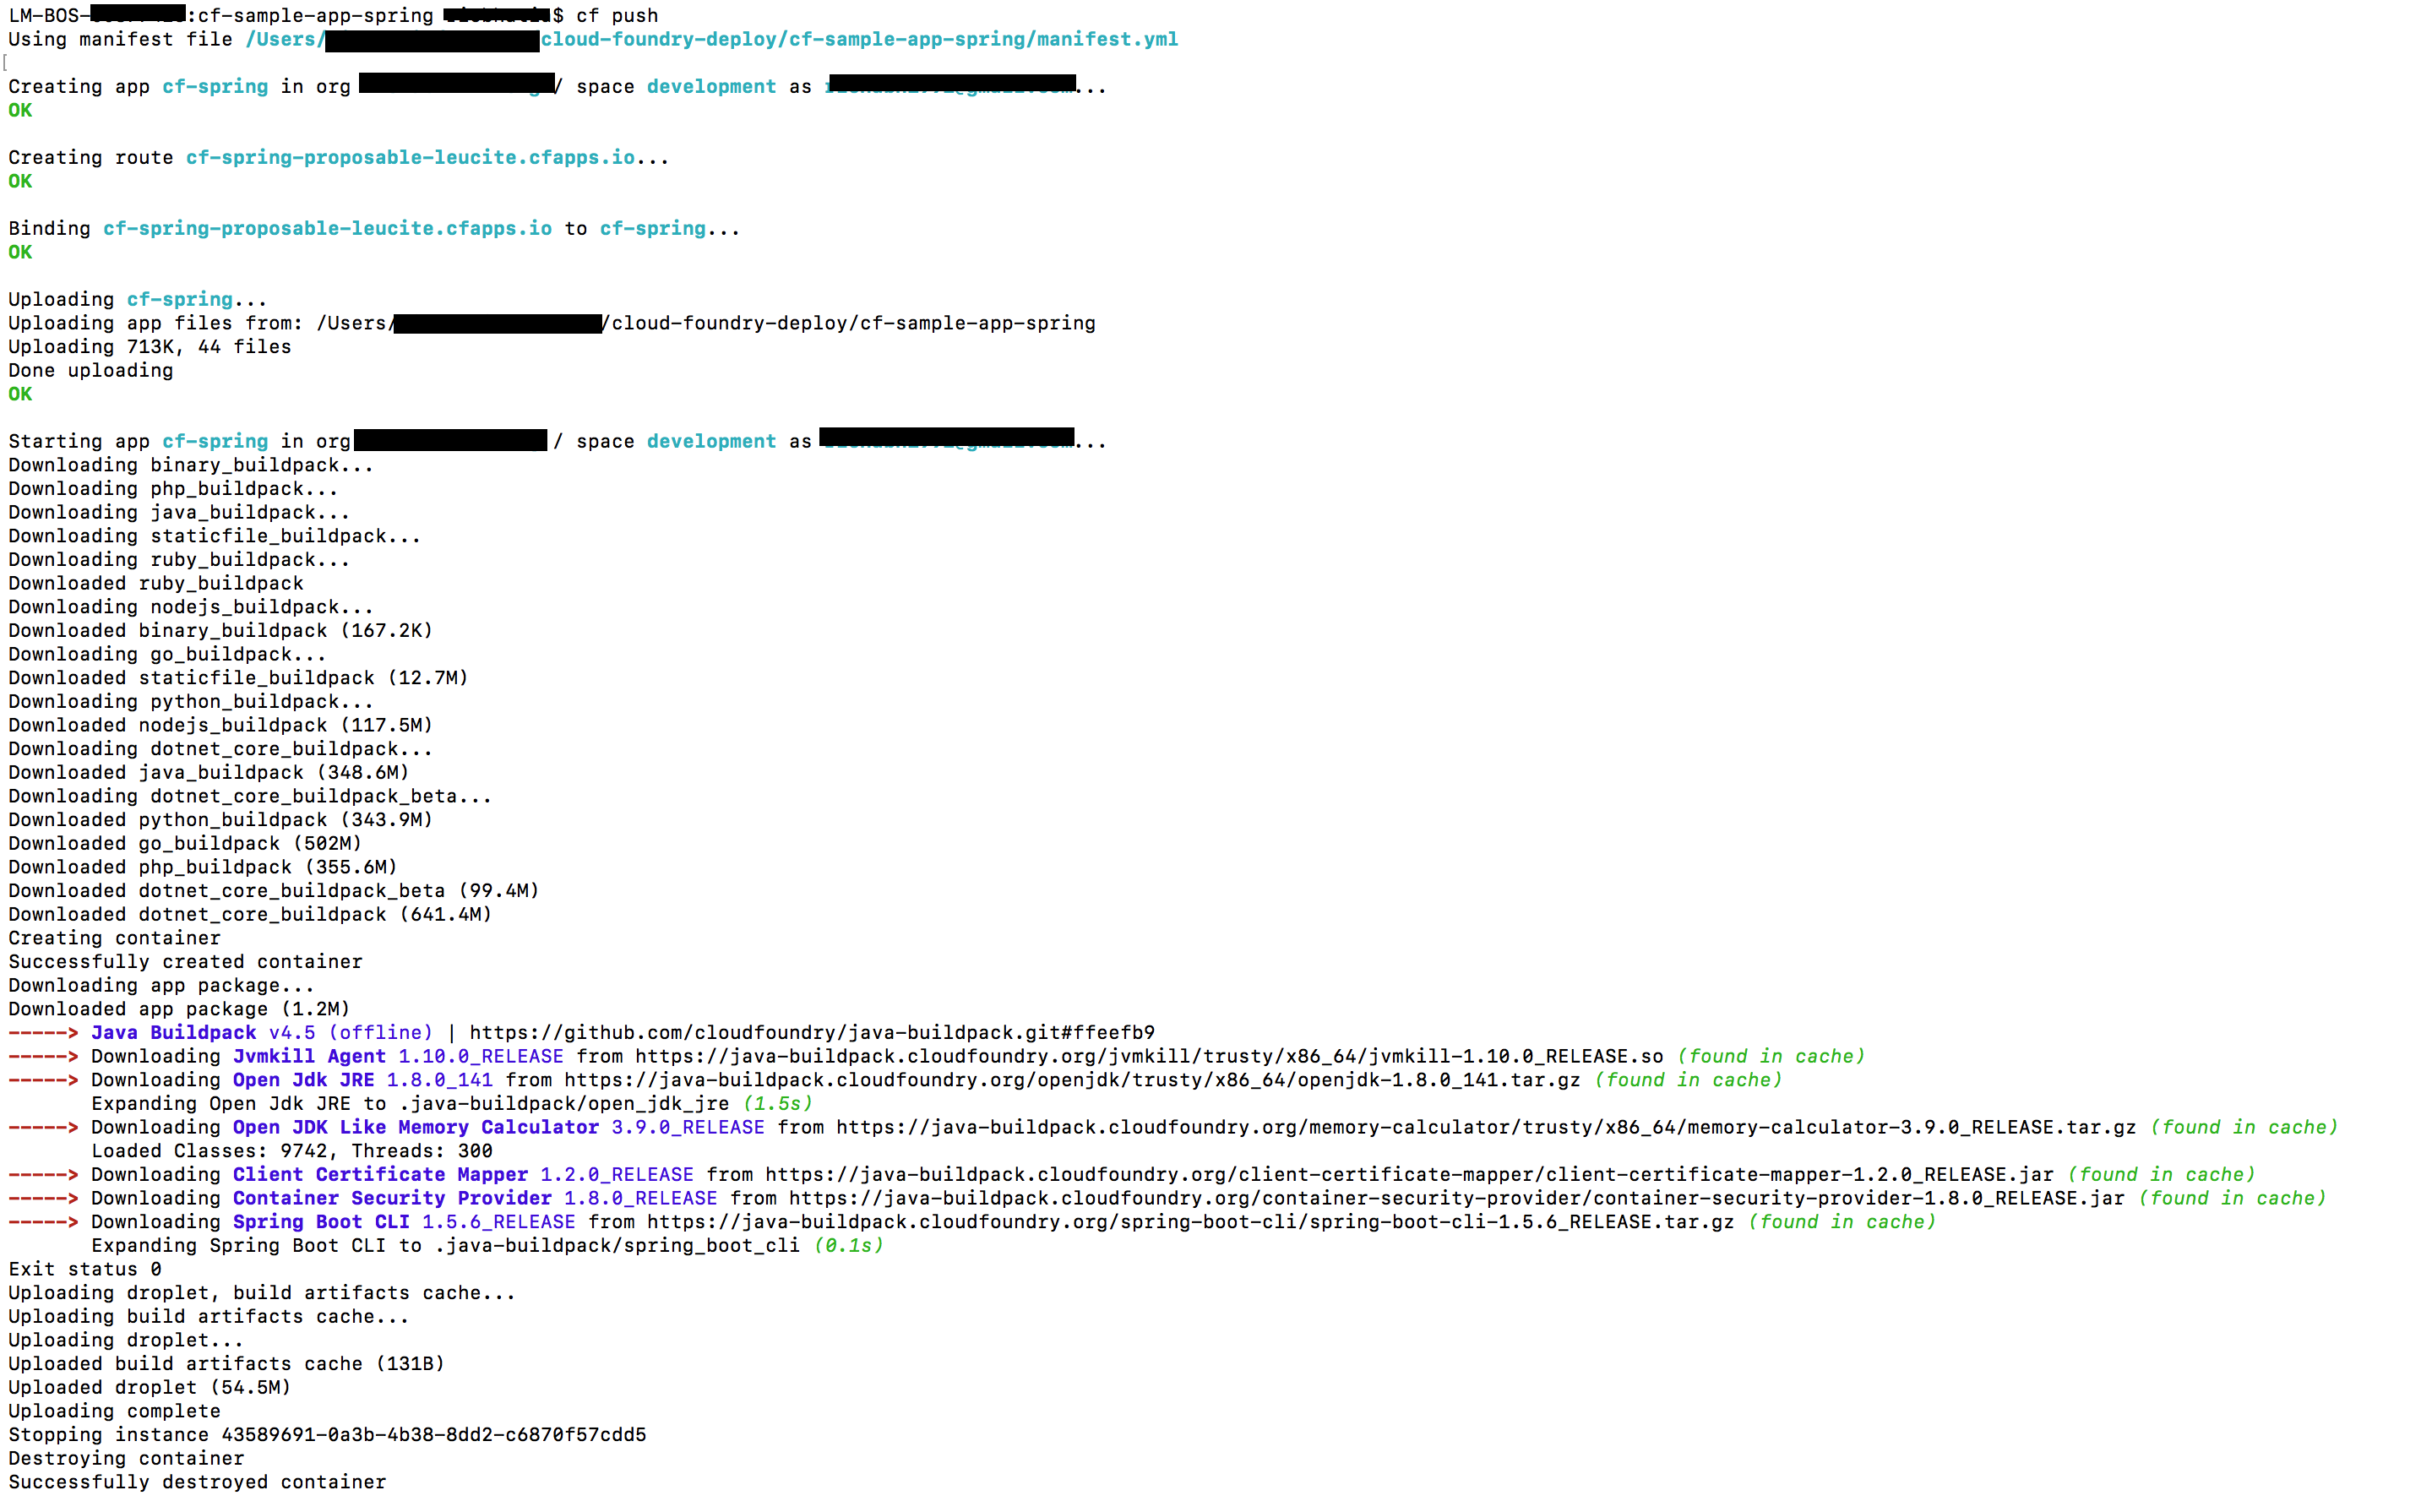 LM-BOS-:cf-sample-app-spring $ cf push
Using manifest file /Users/cloud-foundry-deploy/cf-sample-app-spring/manifest.yml
[
Creating app cf-spring in org / space development as ...
OK
Creating route cf-spring-proposable-leucite.cfapps.io...
OK
Binding cf-spring-proposable-leucite.cfapps.io to cf-spring...
OK
Uploading cf-spring...
Uploading app files from: /Users//cloud-foundry-deploy/cf-sample-app-spring
Uploading 713K, 44 files
Done uploading
OK
Starting app cf-spring in org / space development as ...
Downloading binary_buildpack...
Downloading php_buildpack...
Downloading java_buildpack...
Downloading staticfile_buildpack...
Downloading ruby_buildpack...
Downloaded ruby_buildpack
Downloading nodejs_buildpack...
Downloaded binary_buildpack (167.2K)
Downloading go_buildpack...
Downloaded staticfile_buildpack (12.7M)
Downloading python_buildpack...
Downloaded nodejs_buildpack (117.5M)
Downloading dotnet_core_buildpack...
Downloaded java_buildpack (348.6M)
Downloading dotnet_core_buildpack_beta...
Downloaded python_buildpack (343.9M)
Downloaded go_buildpack (502M)
Downloaded php_buildpack (355.6M)
Downloaded dotnet_core_buildpack_beta (99.4M)
Downloaded dotnet_core_buildpack (641.4M)
Creating container
Successfully created container
Downloading app package...
Downloaded app package (1.2M)
-----> Java Buildpack v4.5 (offline) | https://github.com/cloudfoundry/java-buildpack.git#ffeefb9
-----> Downloading Jvmkill Agent 1.10.0_RELEASE from https://java-buildpack.cloudfoundry.org/jvmkill/trusty/x86_64/jvmkill-1.10.0_RELEASE.so (found in cache)
-----> Downloading Open Jdk JRE 1.8.0_141 from https://java-buildpack.cloudfoundry.org/openjdk/trusty/x86_64/openjdk-1.8.0_141.tar.gz (found in cache)
Expanding Open Jdk JRE to .java-buildpack/open_jdk_jre (1.5s)
-----> Downloading Open JDK Like Memory Calculator 3.9.0_RELEASE from https://java-buildpack.cloudfoundry.org/memory-calculator/trusty/x86_64/memory-calculator-3.9.0_RELEASE.tar.gz (found in cache)
Loaded Classes: 9742, Threads: 300
-----> Downloading Client Certificate Mapper 1.2.0_RELEASE from https://java-buildpack.cloudfoundry.org/client-certificate-mapper/client-certificate-mapper-1.2.0_RELEASE.jar (found in cache)
-----> Downloading Container Security Provider 1.8.0_RELEASE from https://java-buildpack.cloudfoundry.org/container-security-provider/container-security-provider-1.8.0_RELEASE.jar (found in cache)
-----> Downloading Spring Boot CLI 1.5.6_RELEASE from https://java-buildpack.cloudfoundry.org/spring-boot-cli/spring-boot-cli-1.5.6_RELEASE.tar.gz (found in cache)
Expanding Spring Boot CLI to .java-buildpack/spring_boot_cli (0.1s)
Exit status 0
Uploading droplet, build artifacts cache...
Uploading build artifacts cache...
Uploading droplet...
Uploaded build artifacts cache (131B)
Uploaded droplet (54.5M)
Uploading complete
Stopping instance 43589691-0a3b-4b38-8dd2-c6870f57cdd5
Destroying container
Successfully destroyed container